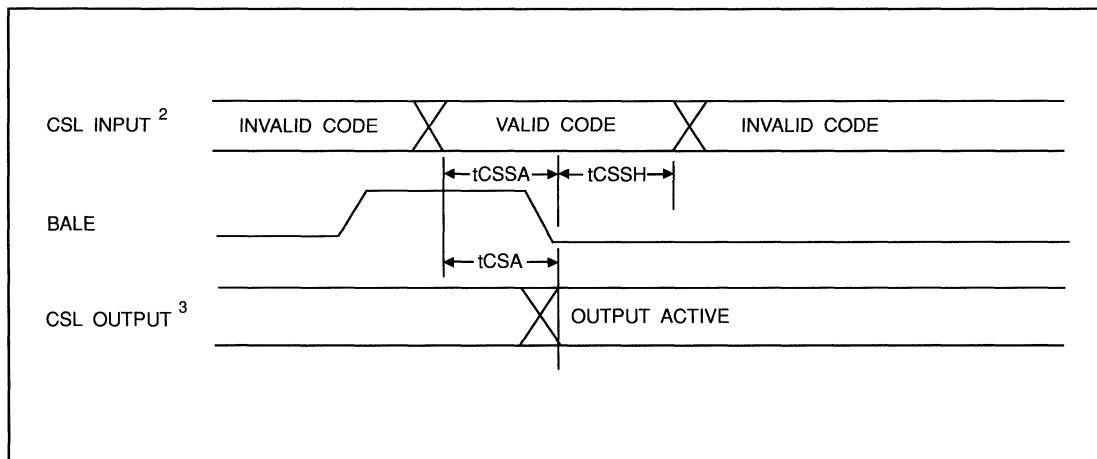 CSL INPUT 2
INVALID CODE
VALID CODE
INVALID CODE
tCSSA
tCSSH
BALE
tCSA
CSL OUTPUT 3
OUTPUT ACTIVE